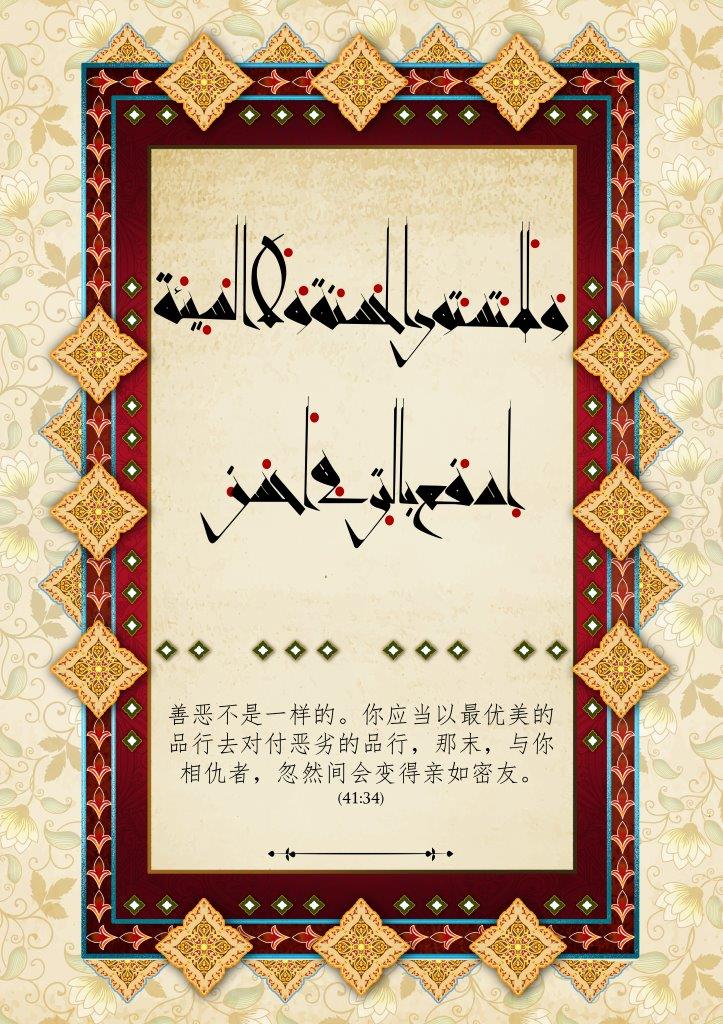 ولا تستوي الحسنة ولا السيئة
ادفع بالتي هي احسن
善恶不是一样的。你应当以最优美的
品行去对付恶劣的品行，那末，与你
相仇者，忽然间会变得亲如密友。
(41:34)